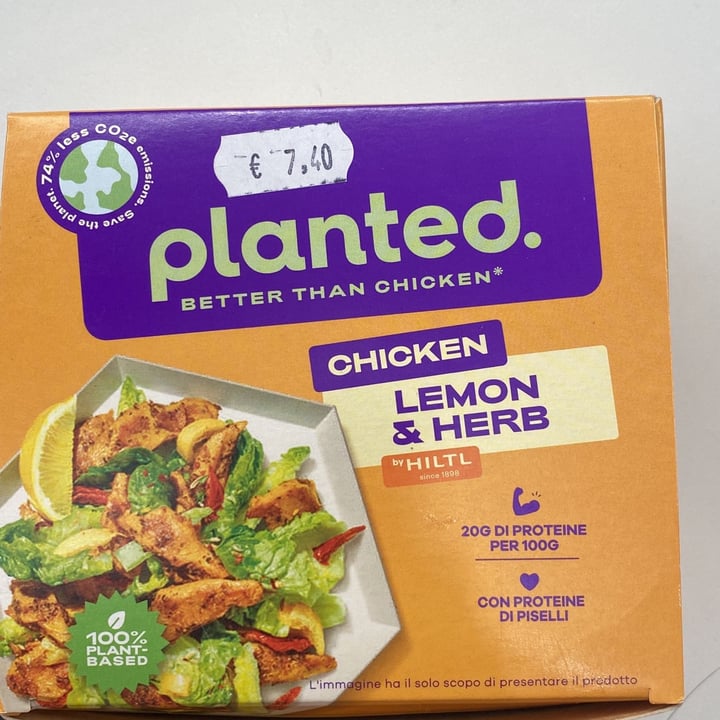 74% less CO2e emissions. Save the planet.
€ 7,40
planted.
BETTER THAN CHICKEN*
CHICKEN
LEMON
& HERB
by HILTL
since 1898
20G DI PROTEINE
PER 100G
CON PROTEINE
DI PISELLI
100%
PLANT-
BASED
L'immagine ha il solo scopo di presentare il prodotto